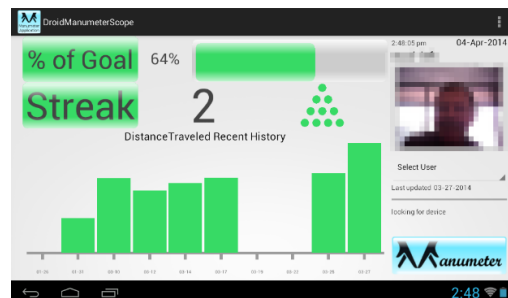 DroidManumeterScope
2:48:05 pm 04-Apr-2014
% of Goal 64%
Streak 2
DistanceTraveled Recent History
Select User
Last updated 03-27-2014
looking for device
Manumeter
2:48